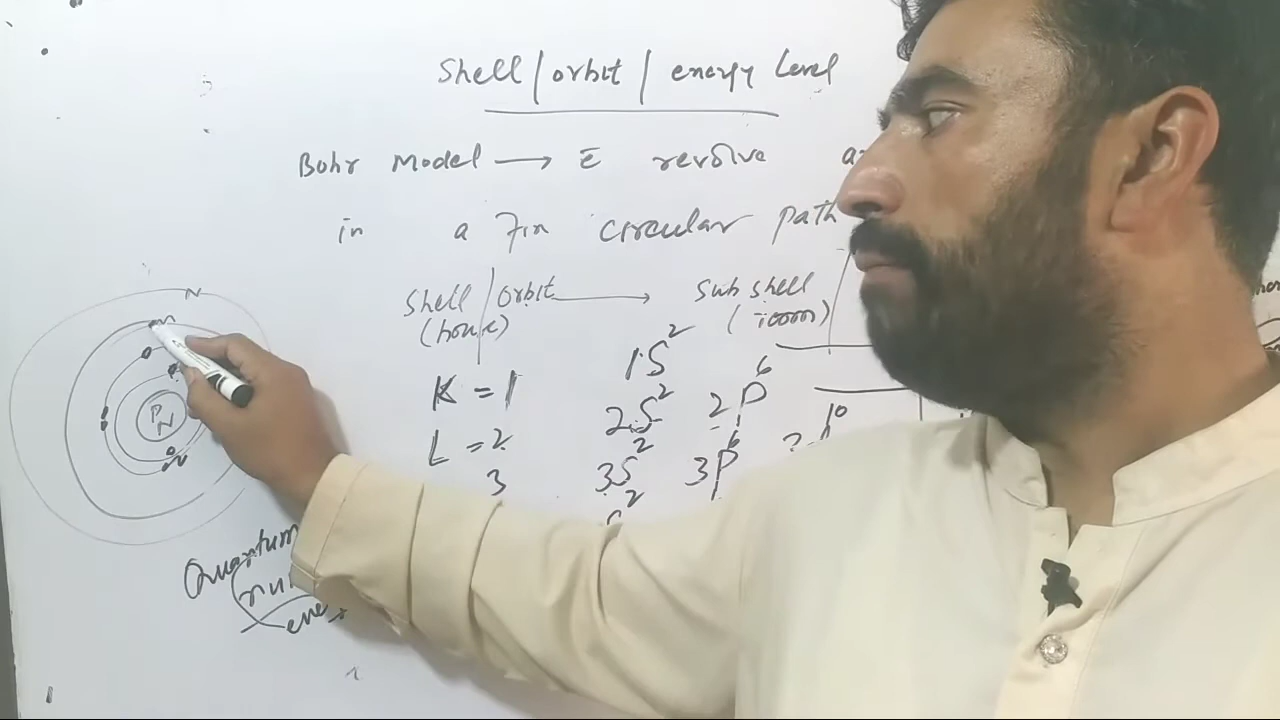 Shell / orbit / energy Level
Bohr Model → Ē revolve a
in a fix circular path
Shell / orbit → Sub shell
(house) (room)
K = 1 1S² 
L = 2 2S² 2P⁶
3 3S² 3P⁶
S²
N
P N
Quantum